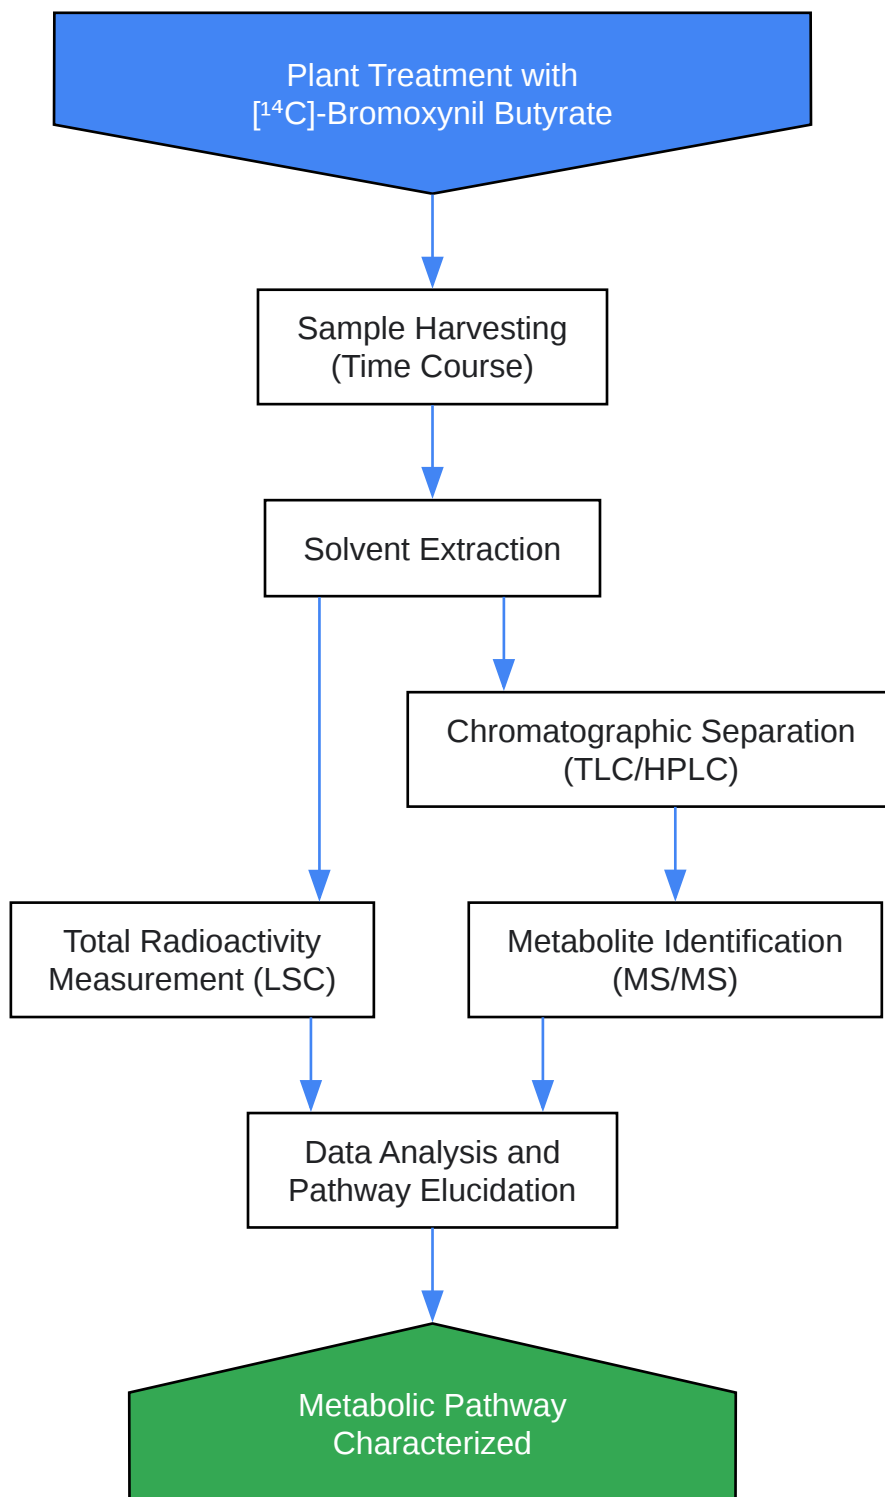 Plant Treatment with
[¹⁴C]-Bromoxynil Butyrate
Sample Harvesting
(Time Course)
Solvent Extraction
Chromatographic Separation
(TLC/HPLC)
Total Radioactivity
Measurement (LSC)
Metabolite Identification
(MS/MS)
Data Analysis and
Pathway Elucidation
Metabolic Pathway
Characterized